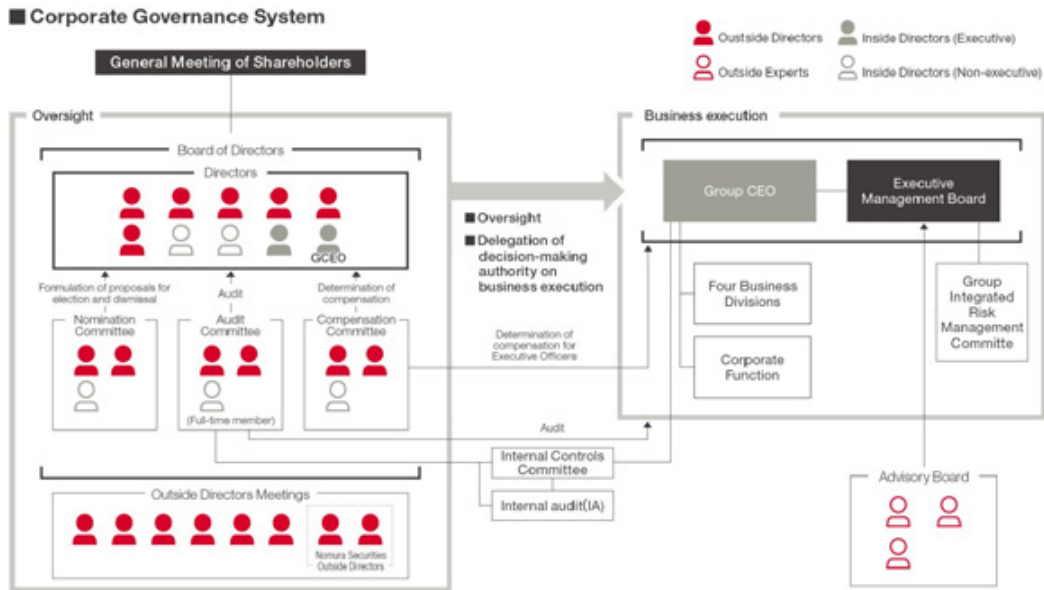 Corporate Governance System
Oustside Directors
Inside Directors (Executive)
Outside Experts
Inside Directors (Non-executive)
General Meeting of Shareholders
Oversight
Board of Directors
Directors
GCEO
Formulation of proposals for
election and dismissal
Audit
Determination of
compensation
Nomination
Committee
Audit
Committee
(Full-time member)
Compensation
Committee
Outside Directors Meetings
Nomura Securities
Outside Directors
Oversight
Delegation of
decision-making
authority on
business execution
Determination of
compensation for
Executive Officers
Audit
Internal Controls
Committee
Internal audit(IA)
Business execution
Group CEO
Executive
Management Board
Four Business
Divisions
Corporate
Function
Group
Integrated
Risk
Management
Committe
Advisory Board